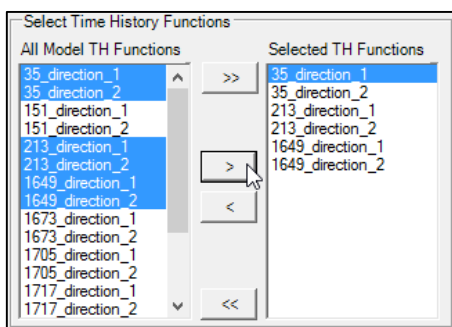 Select Time History Functions
All Model TH Functions
35_direction_1
35_direction_2
151_direction_1
151_direction_2
213_direction_1
213_direction_2
1649_direction_1
1649_direction_2
1673_direction_1
1673_direction_2
1705_direction_1
1705_direction_2
1717_direction_1
1717_direction_2
>>
>
<
<<
Selected TH Functions
35_direction_1
35_direction_2
213_direction_1
213_direction_2
1649_direction_1
1649_direction_2